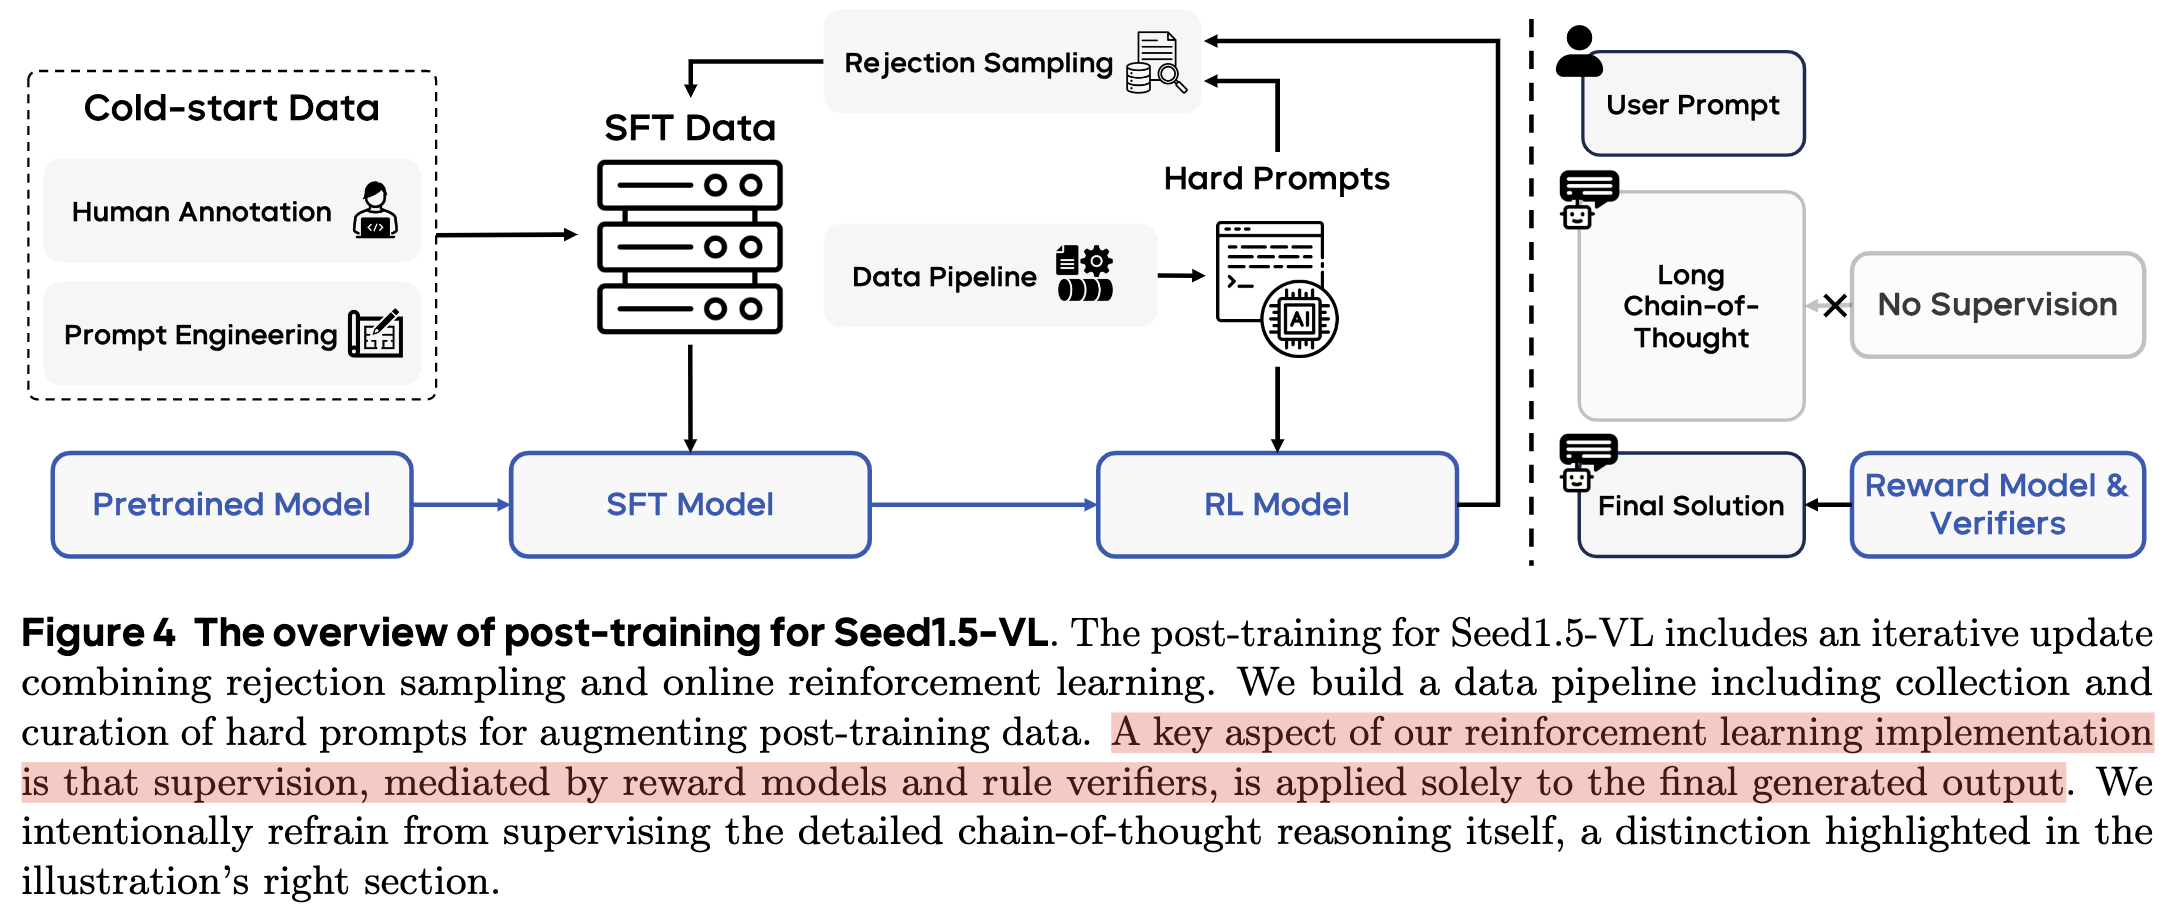 Cold-start Data
Human Annotation
Prompt Engineering
Rejection Sampling
SFT Data
Data Pipeline
Hard Prompts
AI
Pretrained Model
SFT Model
RL Model
User Prompt
Long
Chain-of-
Thought
No Supervision
Final Solution
Reward Model &
Verifiers
Figure 4 The overview of post-training for Seed1.5-VL. The post-training for Seed1.5-VL includes an iterative update
combining rejection sampling and online reinforcement learning. We build a data pipeline including collection and
curation of hard prompts for augmenting post-training data. A key aspect of our reinforcement learning implementation
is that supervision, mediated by reward models and rule verifiers, is applied solely to the final generated output. We
intentionally refrain from supervising the detailed chain-of-thought reasoning itself, a distinction highlighted in the
illustration's right section.